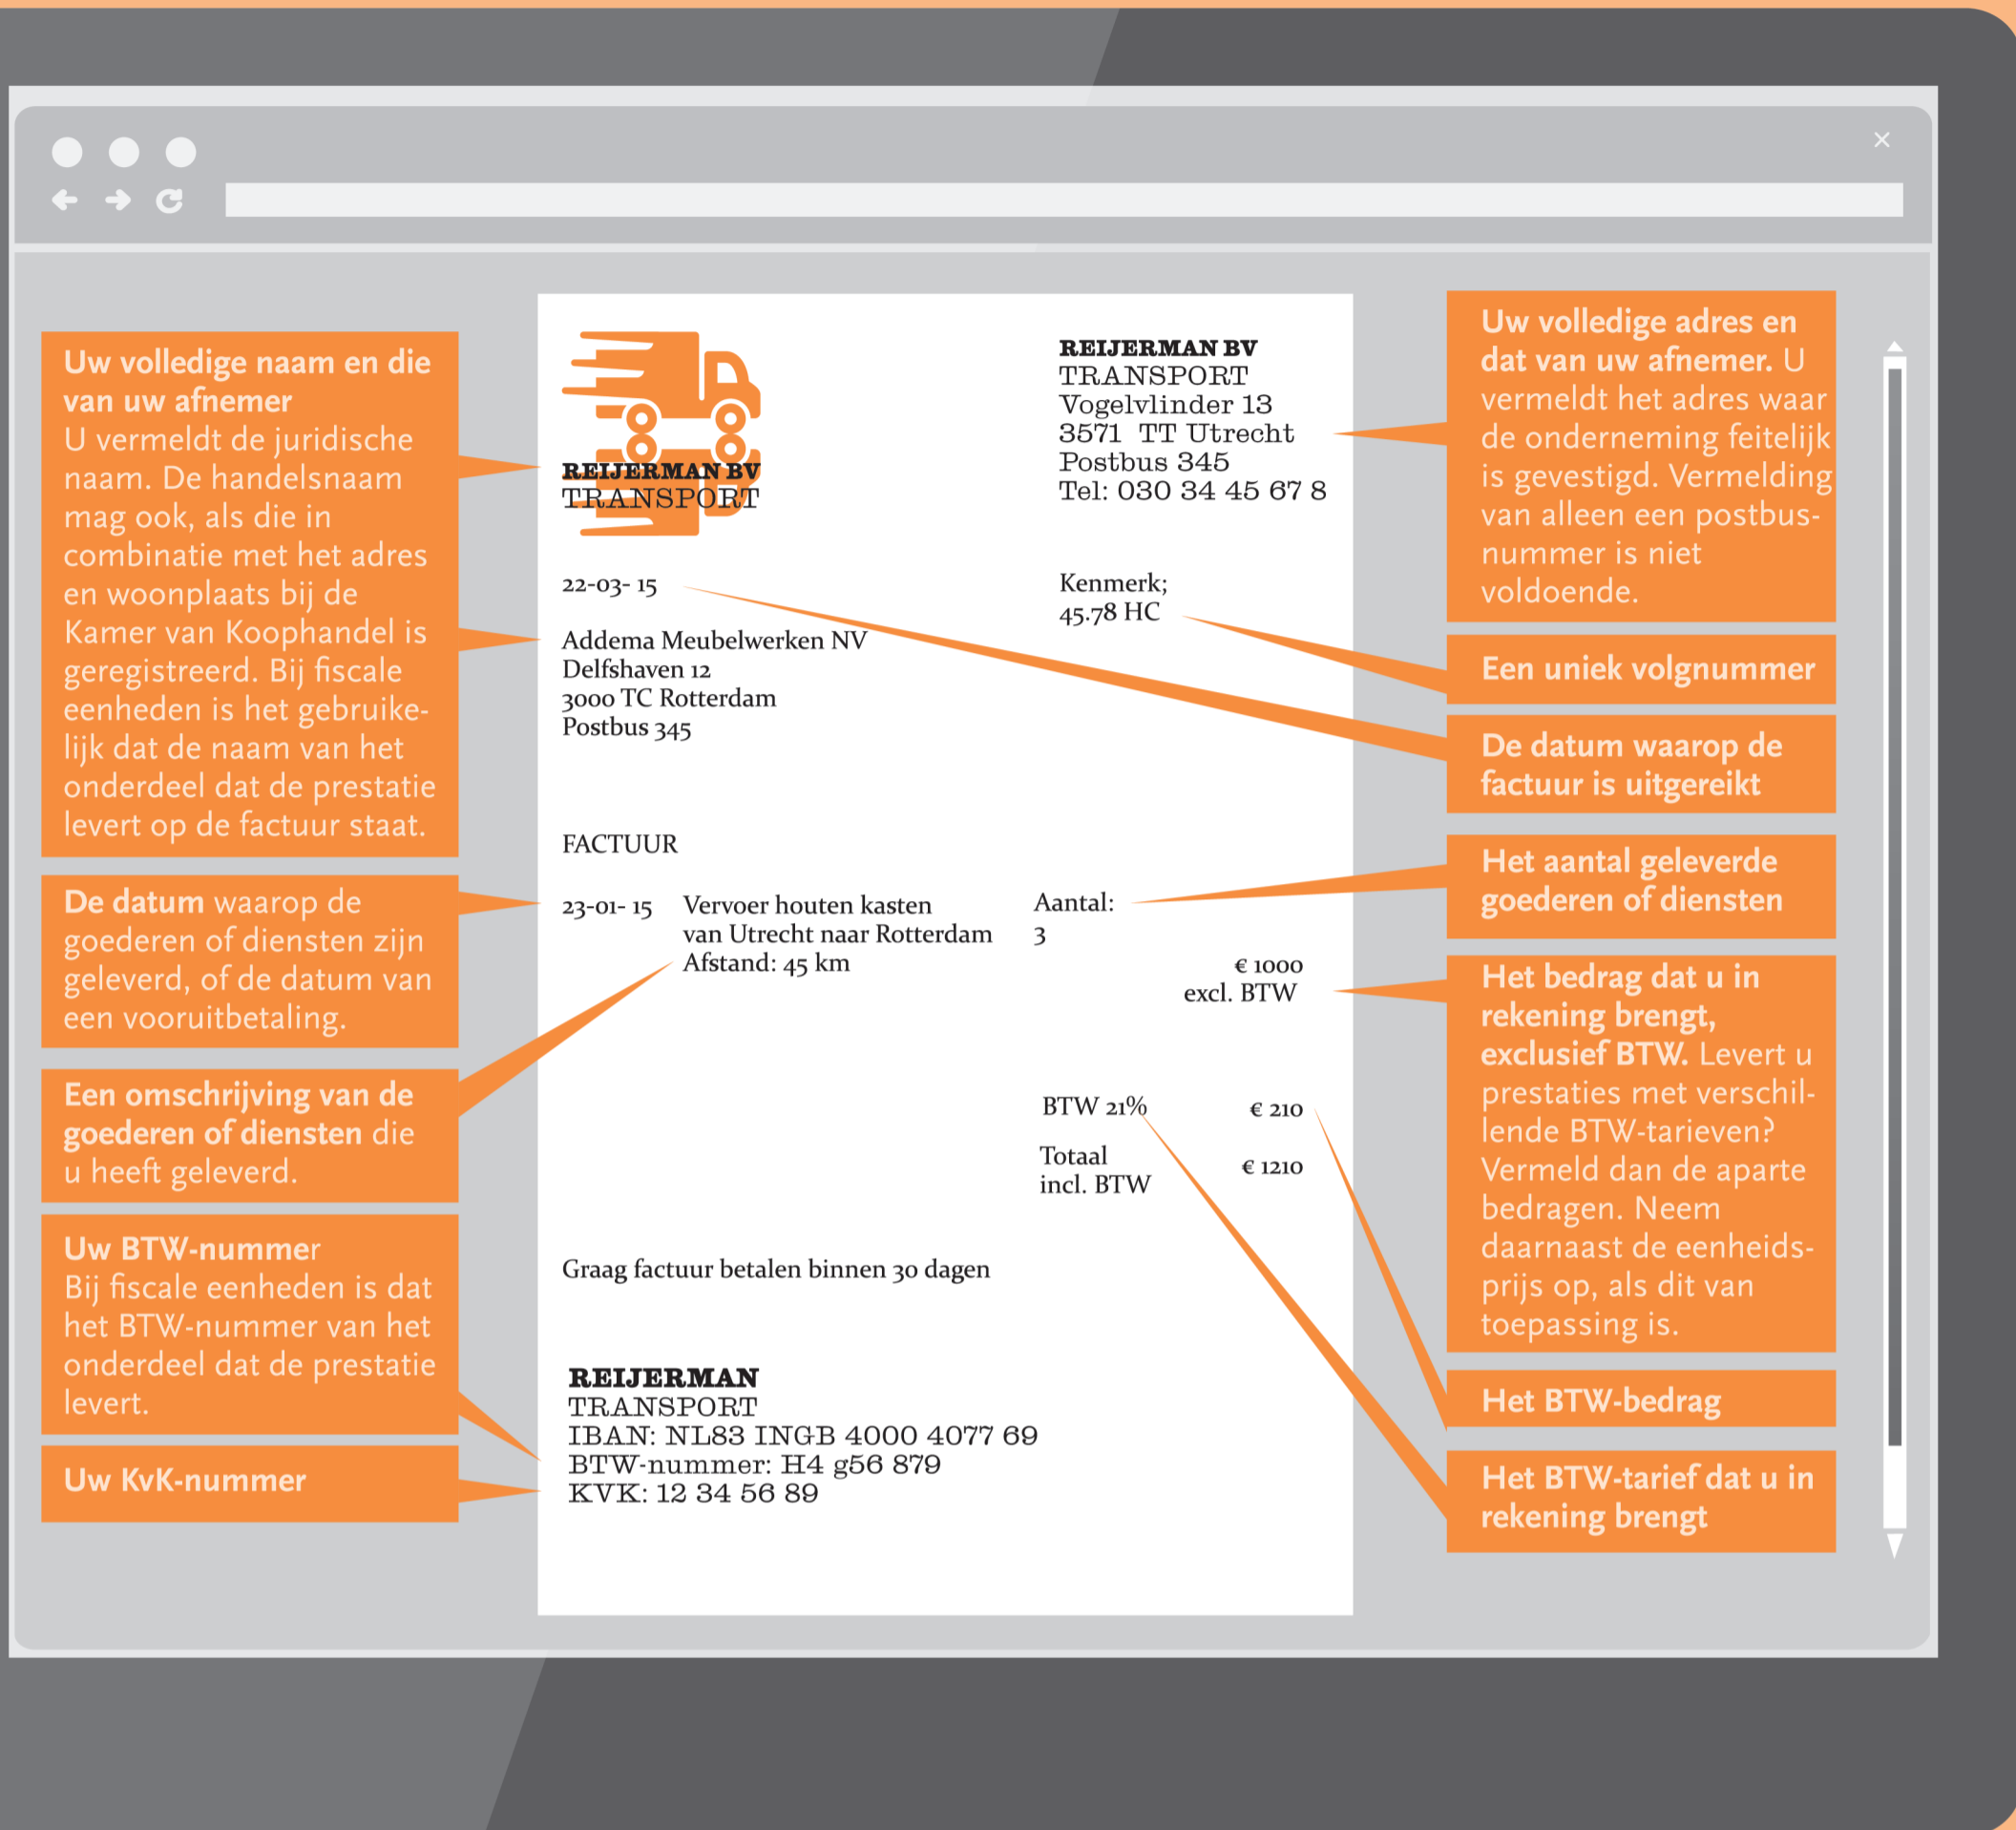 Uw volledige naam en die
van uw afnemer
U vermeldt de juridische
naam. De handelsnaam
mag ook, als die in
combinatie met het adres
en woonplaats bij de
Kamer van Koophandel is
geregistreerd. Bij fiscale
eenheden is het gebruike-
lijk dat de naam van het
onderdeel dat de prestatie
levert op de factuur staat.
De datum waarop de
goederen of diensten zijn
geleverd, of de datum van
een vooruitbetaling.
Een omschrijving van de
goederen of diensten die
u heeft geleverd.
Uw BTW-nummer
Bij fiscale eenheden is dat
het BTW-nummer van het
onderdeel dat de prestatie
levert.
Uw KvK-nummer
REIJERMAN BV
TRANSPORT
REIJERMAN BV
TRANSPORT
Vogelvlinder 13
3571 TT Utrecht
Postbus 345
Tel: 030 34 45 67 8
22-03- 15
Kenmerk;
45.78 HC
Addema Meubelwerken NV
Delfshaven 12
3000 TC Rotterdam
Postbus 345
FACTUUR
23-01- 15
Vervoer houten kasten
van Utrecht naar Rotterdam
Afstand: 45 km
Aantal:
3
€ 1000
excl. BTW
BTW 21% € 210
Totaal
incl. BTW
€ 1210
Graag factuur betalen binnen 30 dagen
REIJERMAN
TRANSPORT
IBAN: NL83 INGB 4000 4077 69
BTW-nummer: H4 g56 879
KVK: 12 34 56 89
Uw volledige adres en
dat van uw afnemer. U
vermeldt het adres waar
de onderneming feitelijk
is gevestigd. Vermelding
van alleen een postbus-
nummer is niet
voldoende.
Een uniek volgnummer
De datum waarop de
factuur is uitgereikt
Het aantal geleverde
goederen of diensten
Het bedrag dat u in
rekening brengt,
exclusief BTW. Levert u
prestaties met verschil-
lende BTW-tarieven?
Vermeld dan de aparte
bedragen. Neem
daarnaast de eenheids-
prijs op, als dit van
toepassing is.
Het BTW-bedrag
Het BTW-tarief dat u in
rekening brengt